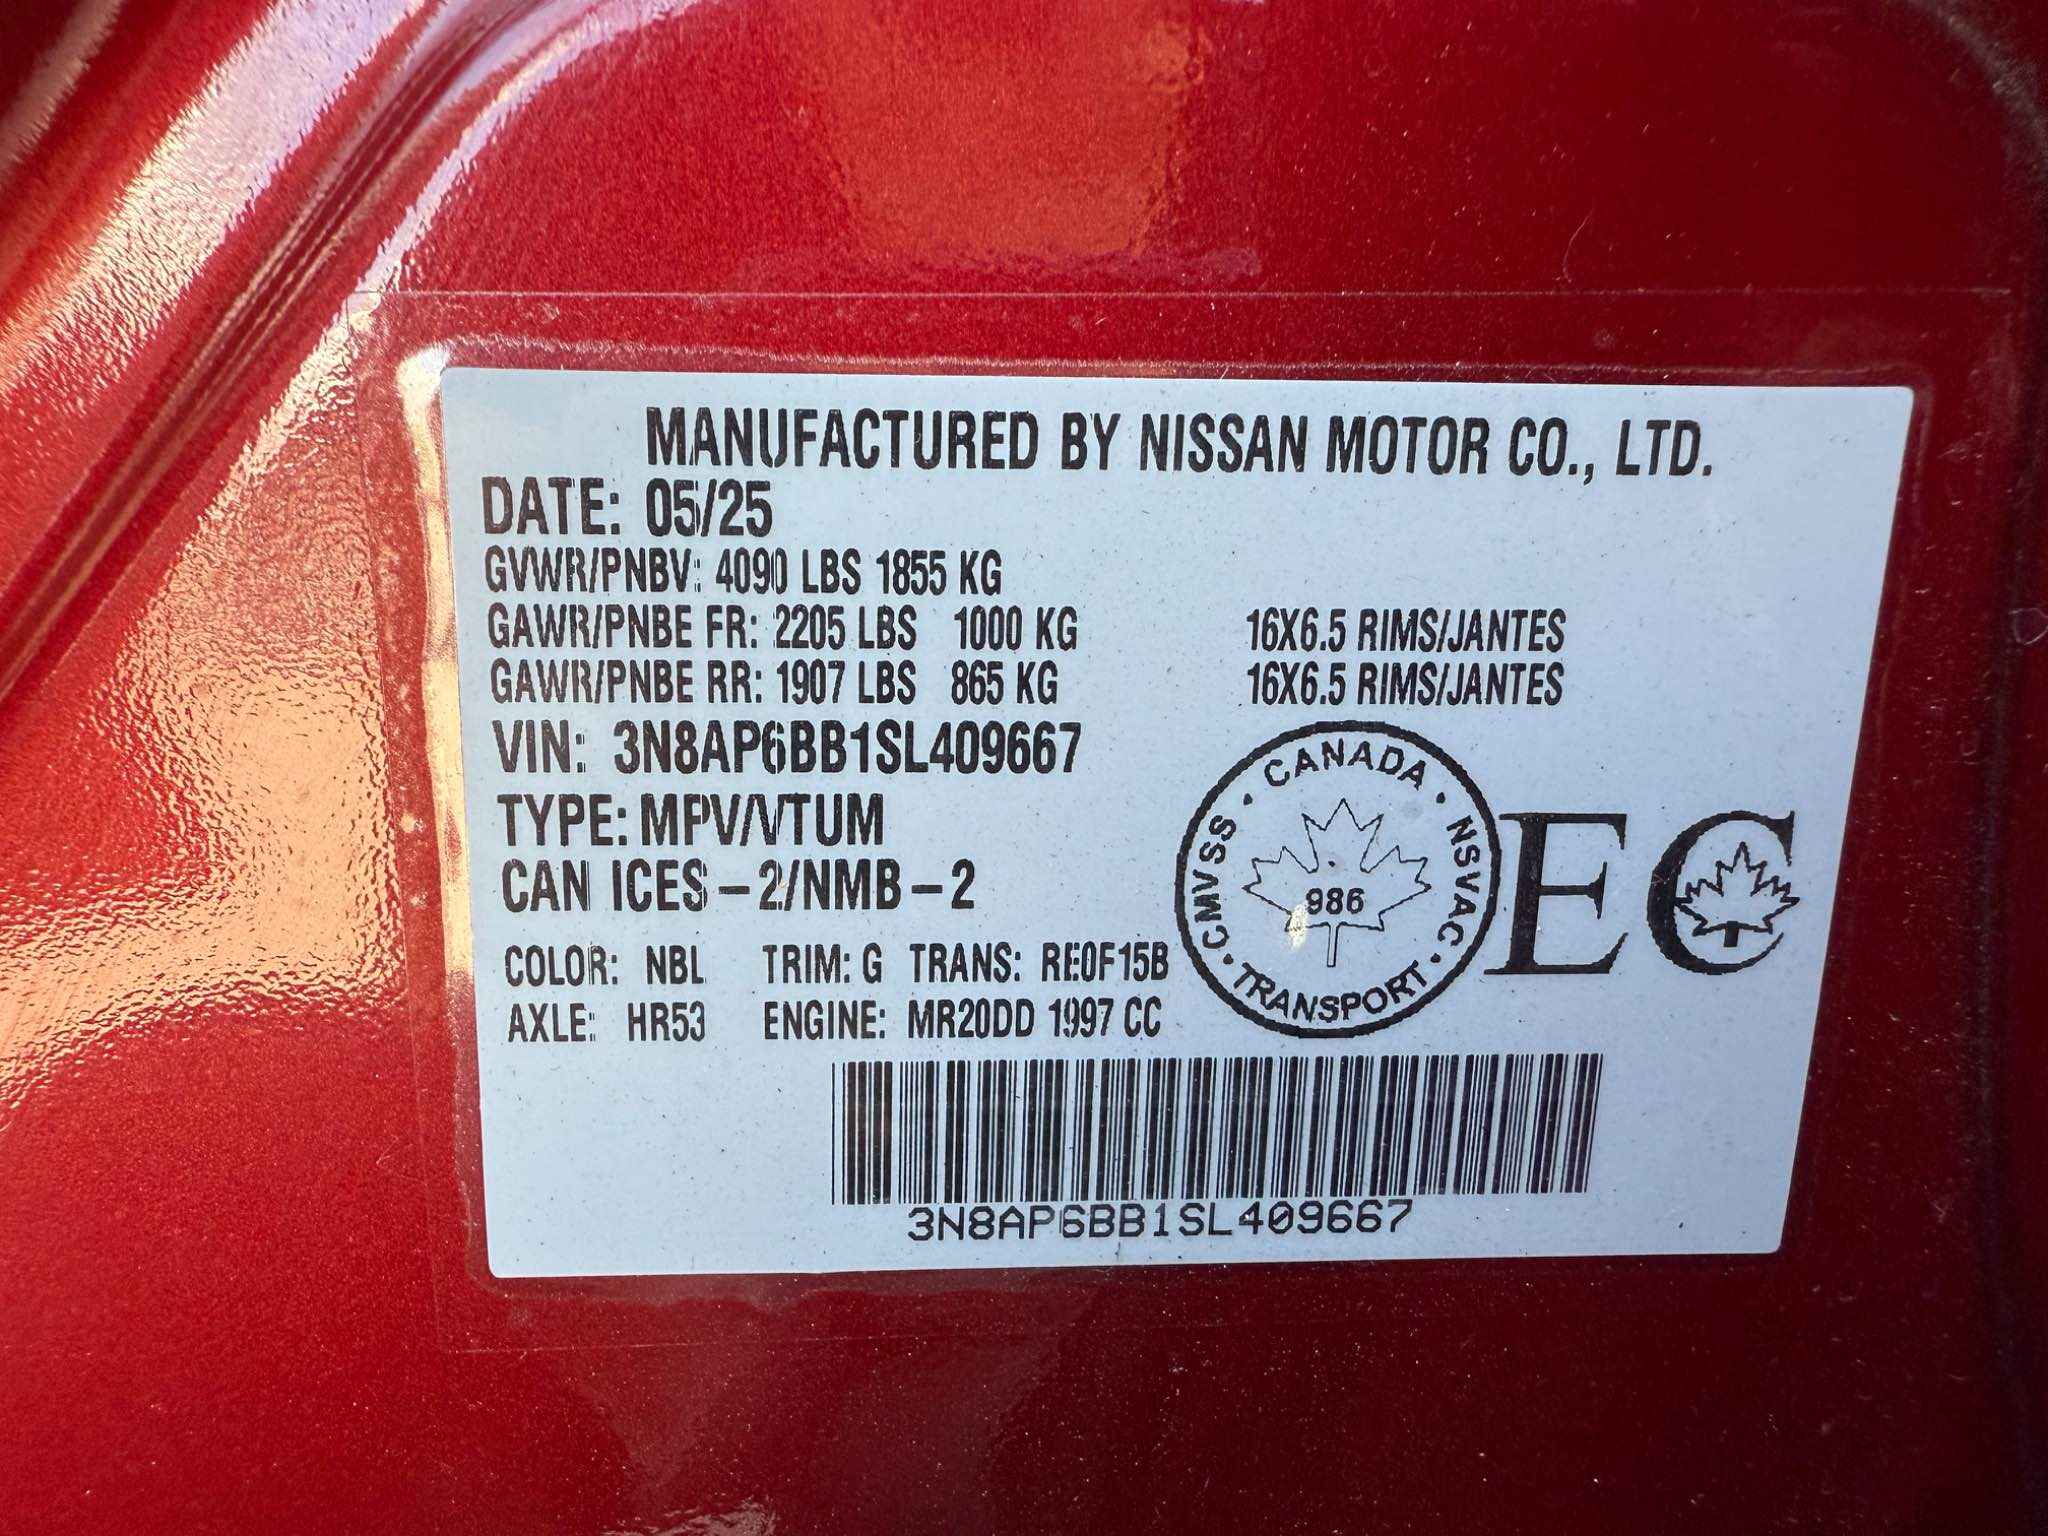 MANUFACTURED BY NISSAN MOTOR CO., LTD.
DATE: 05/25
GVWR/PNBV: 4090 LBS 1855 KG
GAWR/PNBE FR: 2205 LBS 1000 KG 16X6.5 RIMS/JANTES
GAWR/PNBE RR: 1907 LBS 865 KG 16X6.5 RIMS/JANTES
VIN: 3N8AP6BB1SL409667
TYPE: MPV/VTUM
CAN ICES-2/NMB-2
CANADA · NSVAC · TRANSPORT · CMVSS ·
986
EC
COLOR: NBL TRIM: G TRANS: RE0F15B
AXLE: HR53 ENGINE: MR20DD 1997 CC
3N8AP6BB1SL409667